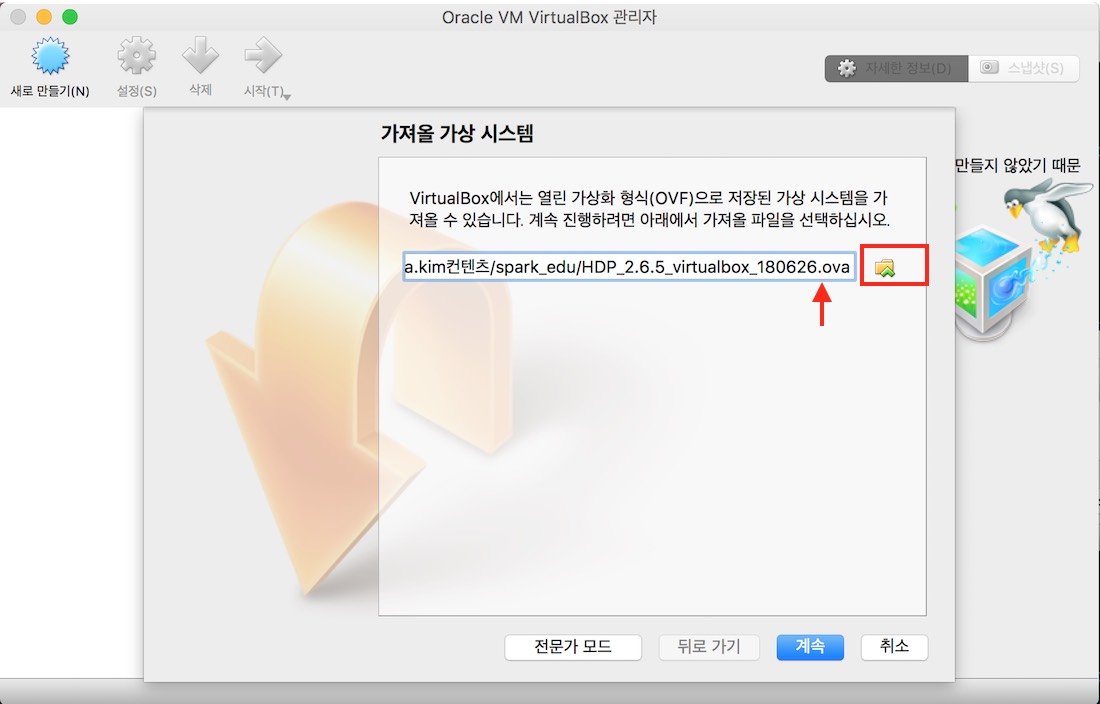 Oracle VM VirtualBox 관리자
새로 만들기(N)
설정(S)
삭제
시작(T)
자세한 정보(D)
스냅샷(S)
가져올 가상 시스템
만들지 않았기 때문
VirtualBox에서는 열린 가상화 형식(OVF)으로 저장된 가상 시스템을 가
져올 수 있습니다. 계속 진행하려면 아래에서 가져올 파일을 선택하십시오.
a.kim컨텐츠/spark_edu/HDP_2.6.5_virtualbox_180626.ova
전문가 모드
뒤로 가기
계속
취소